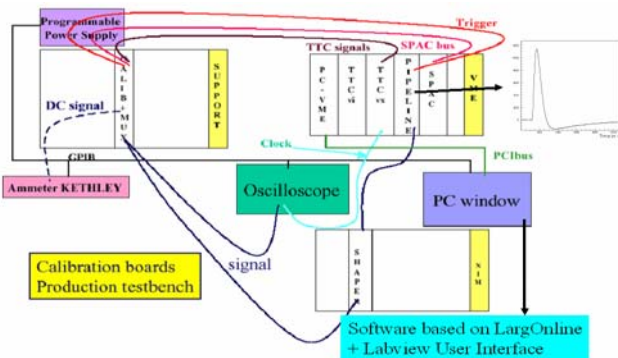 Programmable
Power Supply
Trigger
TTC signals
SPAC bus
ALIB+MU
SUPPORT
PC-VME
TTCvi
TTCvx
PIPELINE
SPAC
VME
DC signal
GPIB
Clock
PCIbus
Ammeter KETHLEY
Oscilloscope
PC window
signal
Calibration boards
Production testbench
SHAPER
NIM
Software based on LargOnline
+ Labview User Interface